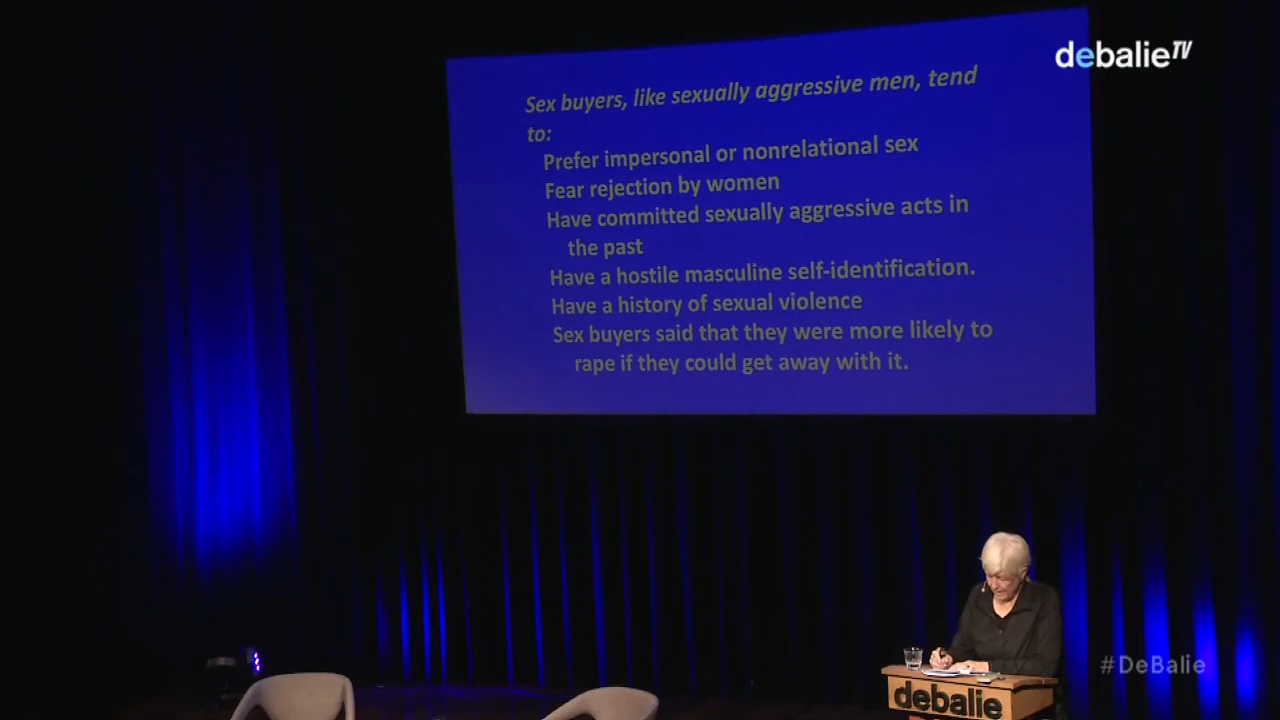 debalieTV
Sex buyers, like sexually aggressive men, tend
to:
Prefer impersonal or nonrelational sex
Fear rejection by women
Have committed sexually aggressive acts in
the past
Have a hostile masculine self-identification.
Have a history of sexual violence
Sex buyers said that they were more likely to
rape if they could get away with it.
#DeBalie
debalie